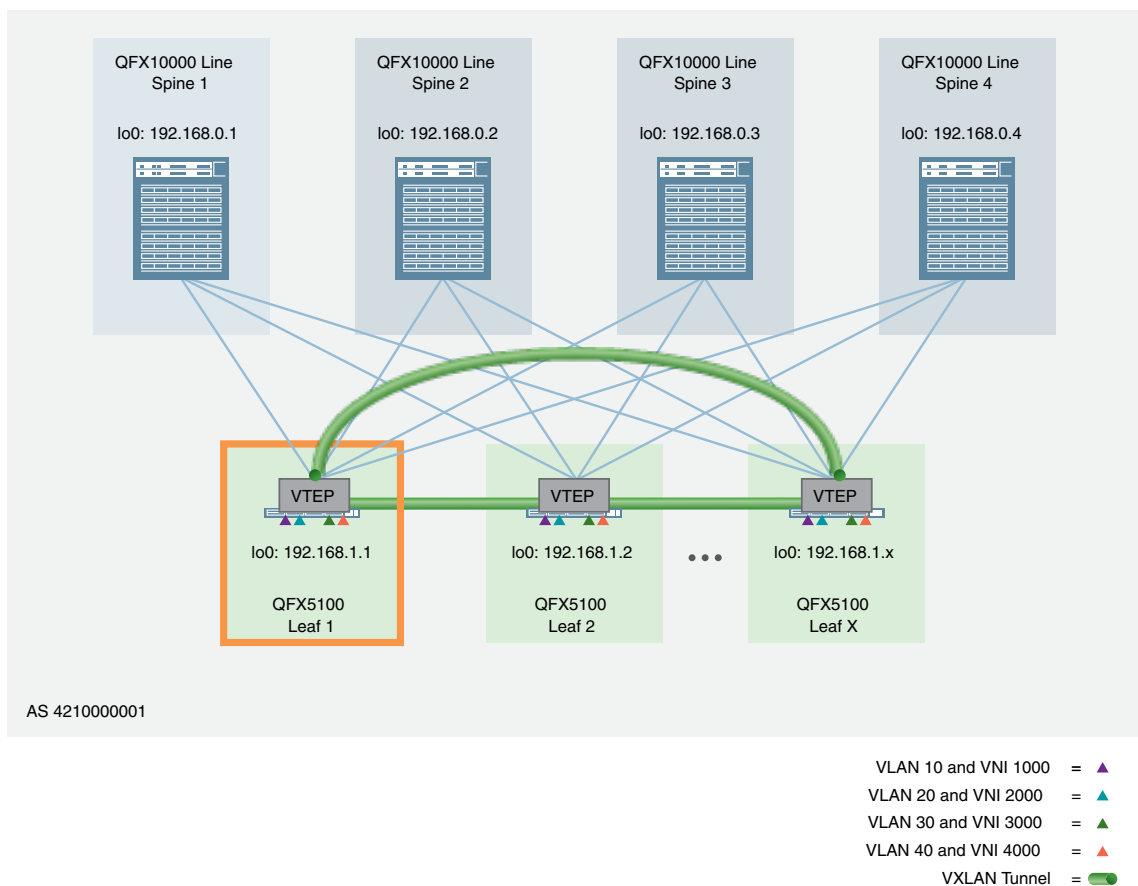 QFX10000 Line
Spine 1
lo0: 192.168.0.1
QFX10000 Line
Spine 2
lo0: 192.168.0.2
QFX10000 Line
Spine 3
lo0: 192.168.0.3
QFX10000 Line
Spine 4
lo0: 192.168.0.4
VTEP
lo0: 192.168.1.1
QFX5100
Leaf 1
VTEP
lo0: 192.168.1.2
QFX5100
Leaf 2
•••
VTEP
lo0: 192.168.1.x
QFX5100
Leaf X
AS 4210000001
VLAN 10 and VNI 1000 =
VLAN 20 and VNI 2000 =
VLAN 30 and VNI 3000 =
VLAN 40 and VNI 4000 =
VXLAN Tunnel =